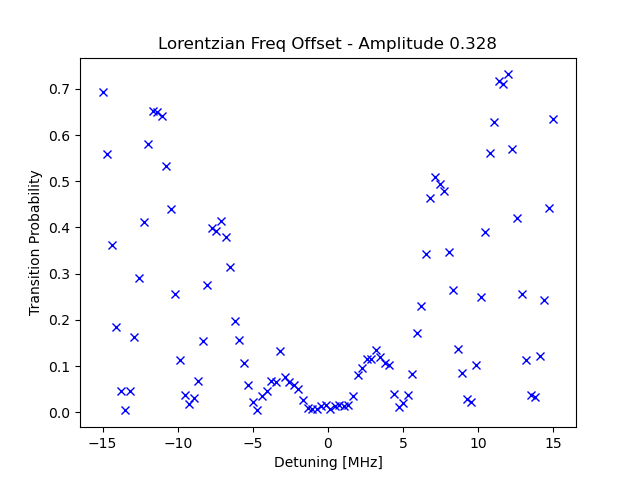 Lorentzian Freq Offset - Amplitude 0.328
Transition Probability
0.7
0.6
0.5
0.4
0.3
0.2
0.1
0.0
−15 −10 −5 0 5 10 15
Detuning [MHz]